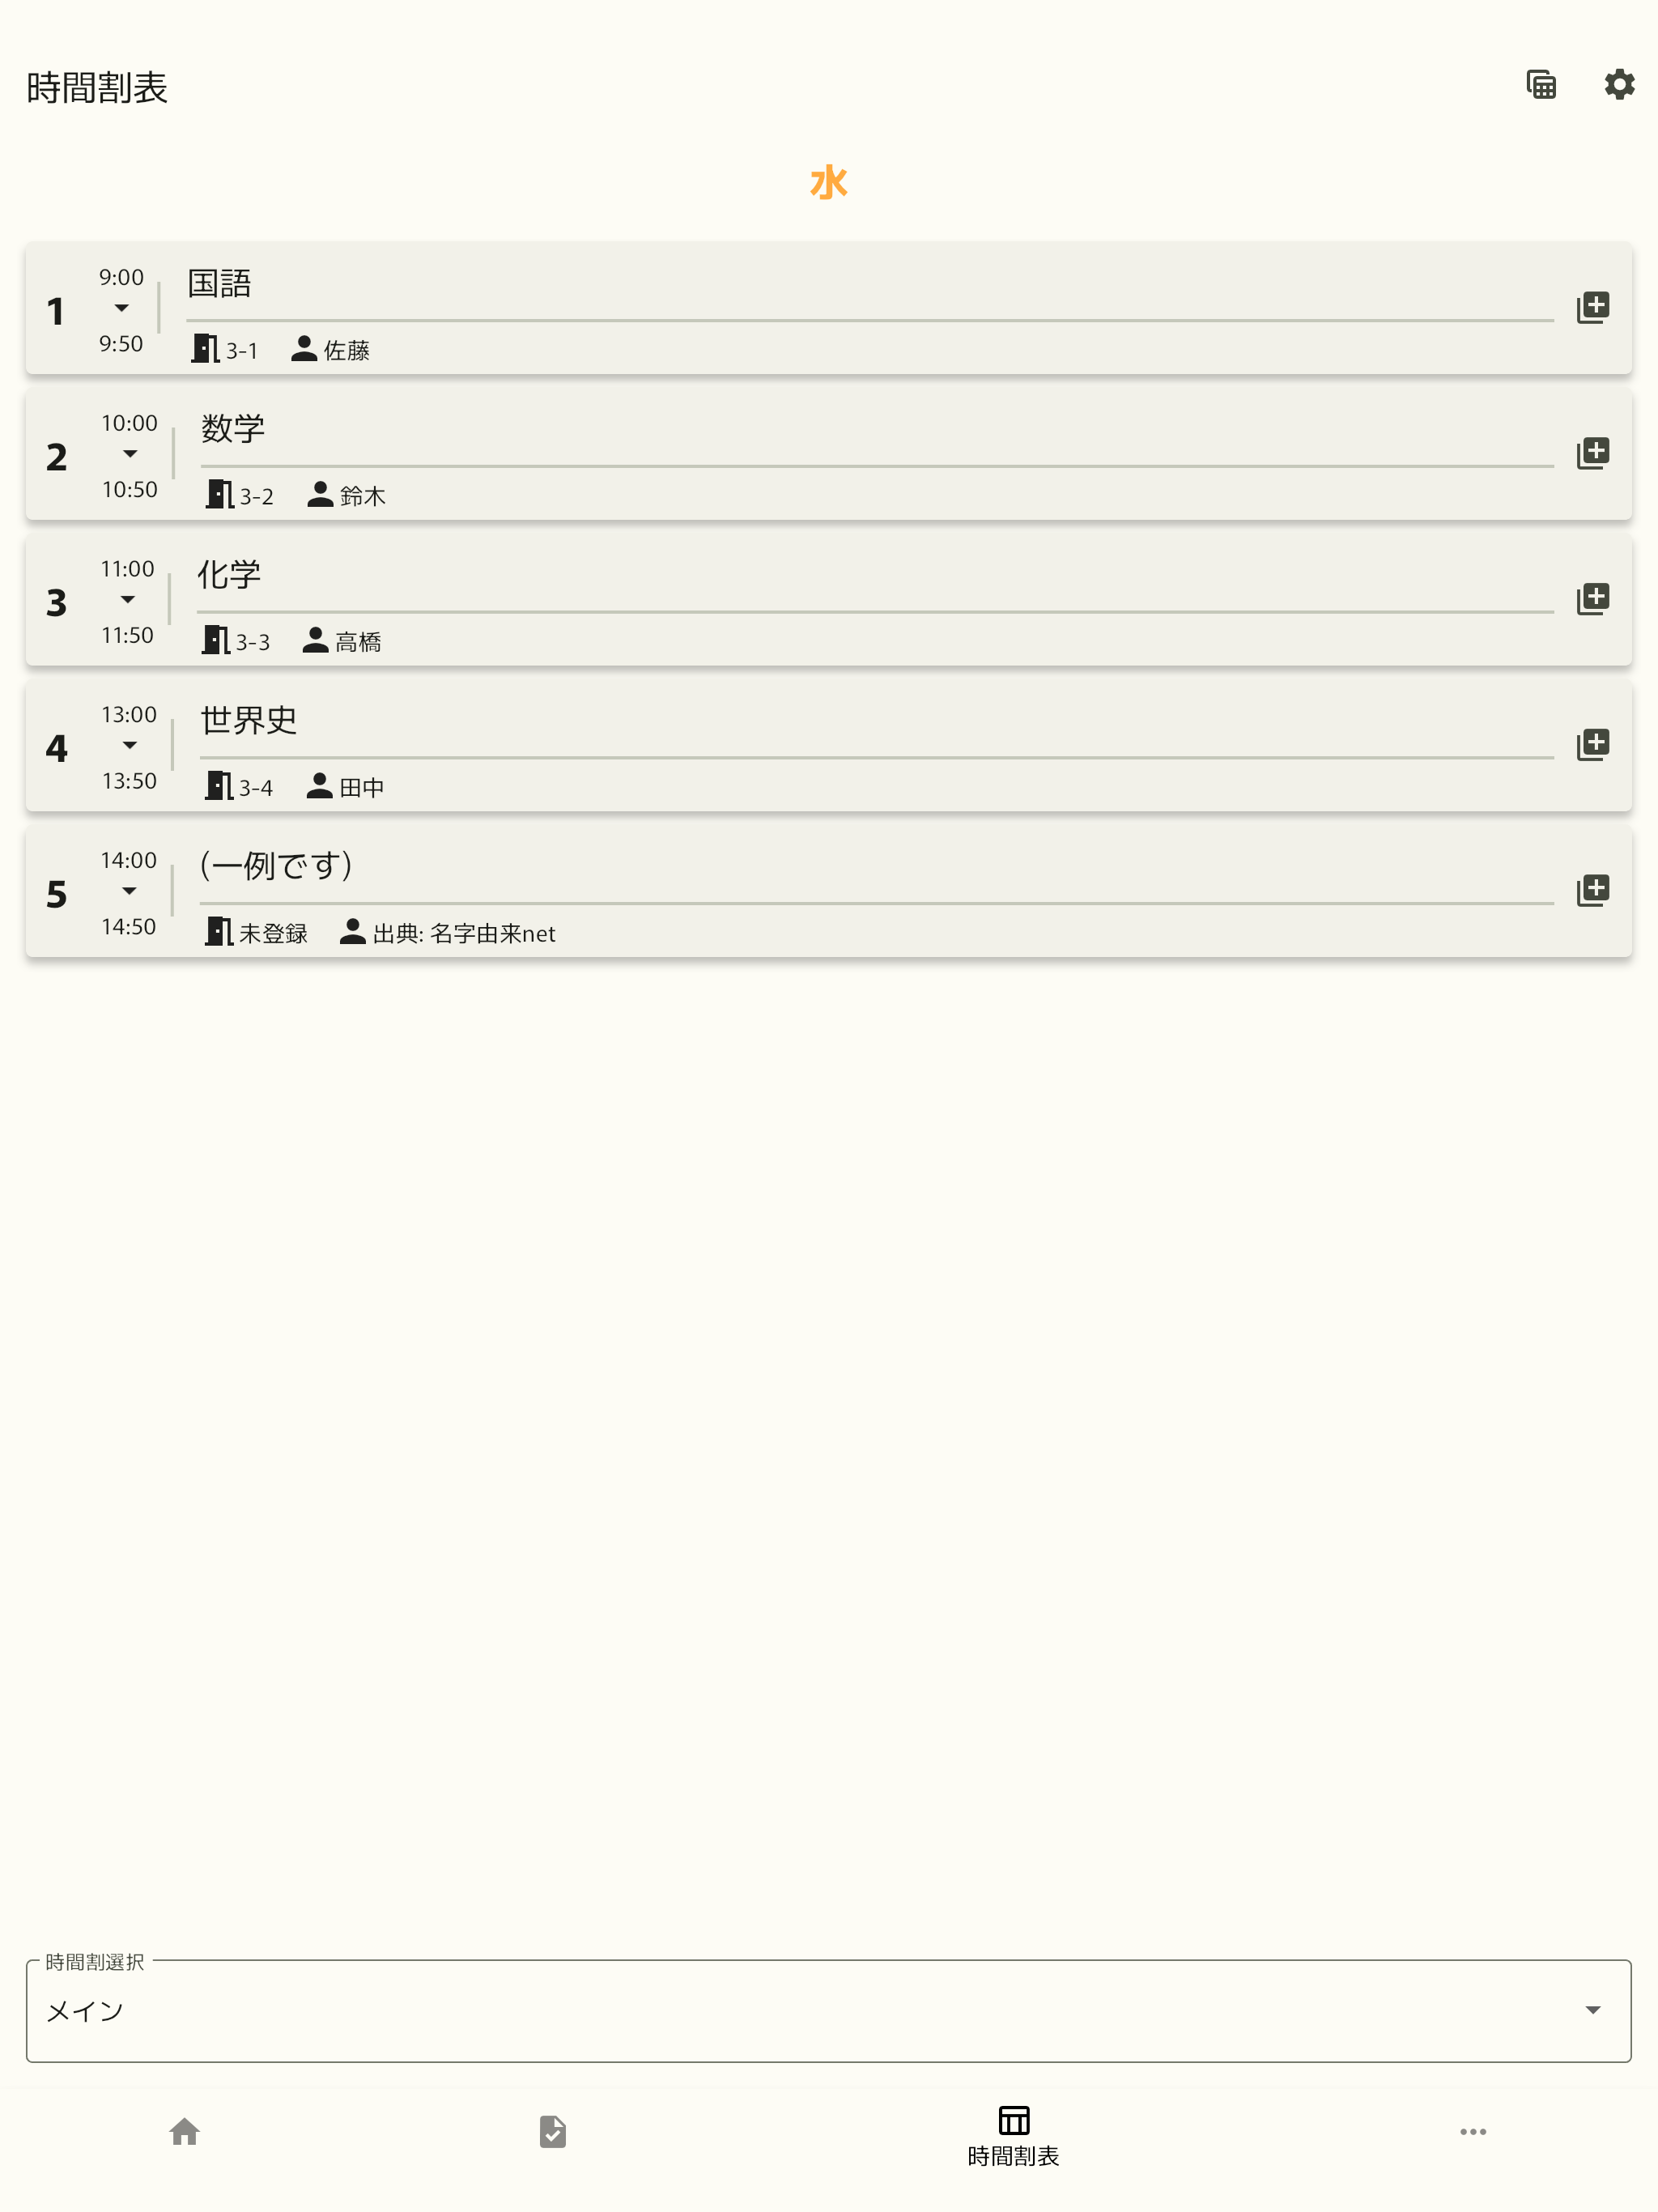 時間割表
水
1
9:00
9:50
国語
3-1 佐藤
2
10:00
10:50
数学
3-2 鈴木
3
11:00
11:50
化学
3-3 高橋
4
13:00
13:50
世界史
3-4 田中
5
14:00
14:50
(一例です)
未登録 出典: 名字由来net
時間割選択
メイン
時間割表